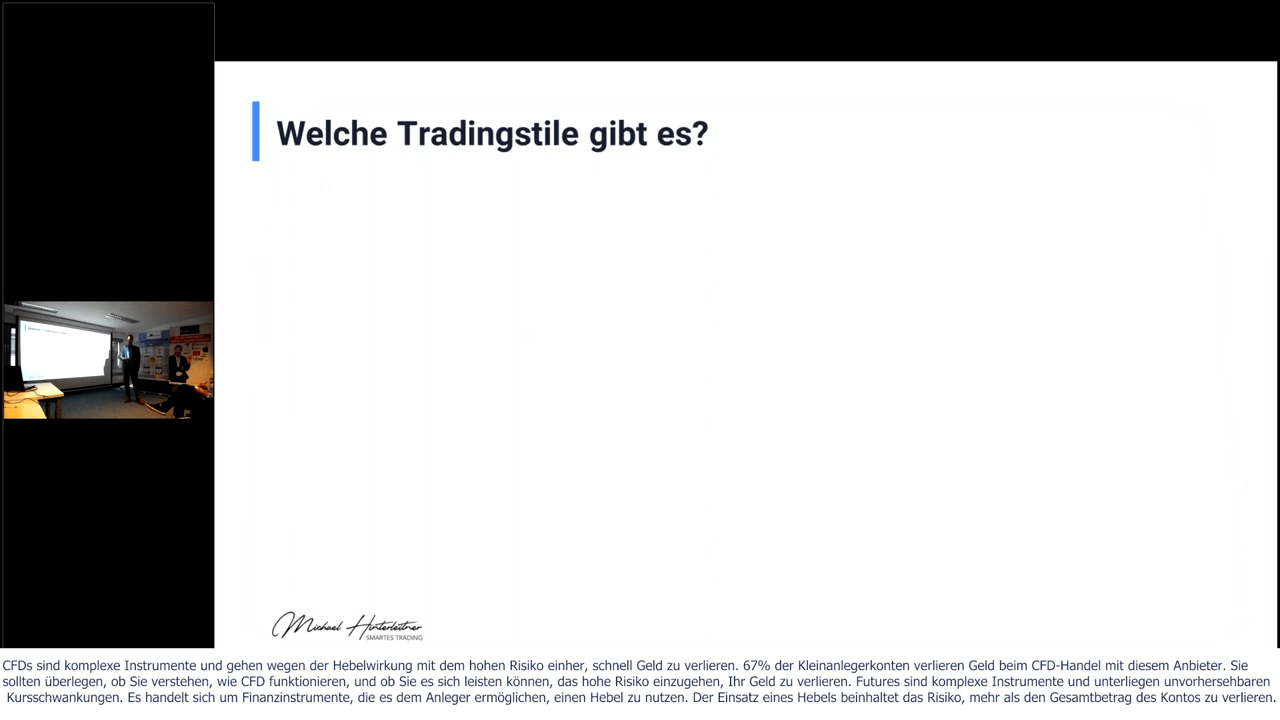 Welche Tradingstile gibt es?
Michael Hinterleitner
SMARTES TRADING
CFDs sind komplexe Instrumente und gehen wegen der Hebelwirkung mit dem hohen Risiko einher, schnell Geld zu verlieren. 67% der Kleinanlegerkonten verlieren Geld beim CFD-Handel mit diesem Anbieter. Sie
sollten überlegen, ob Sie verstehen, wie CFD funktionieren, und ob Sie es sich leisten können, das hohe Risiko einzugehen, Ihr Geld zu verlieren. Futures sind komplexe Instrumente und unterliegen unvorhersehbaren
Kursschwankungen. Es handelt sich um Finanzinstrumente, die es dem Anleger ermöglichen, einen Hebel zu nutzen. Der Einsatz eines Hebels beinhaltet das Risiko, mehr als den Gesamtbetrag des Kontos zu verlieren.